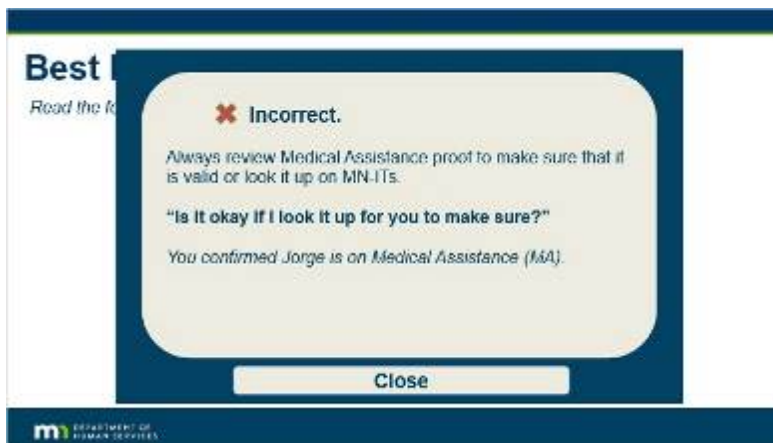 Best
Read the fo
✖ Incorrect.
Always review Medical Assistance proof to make sure that it
is valid or look it up on MN-ITs.
“Is it okay if I look it up for you to make sure?”
You confirmed Jorge is on Medical Assistance (MA).
Close
mn DEPARTMENT OF
HUMAN SERVICES